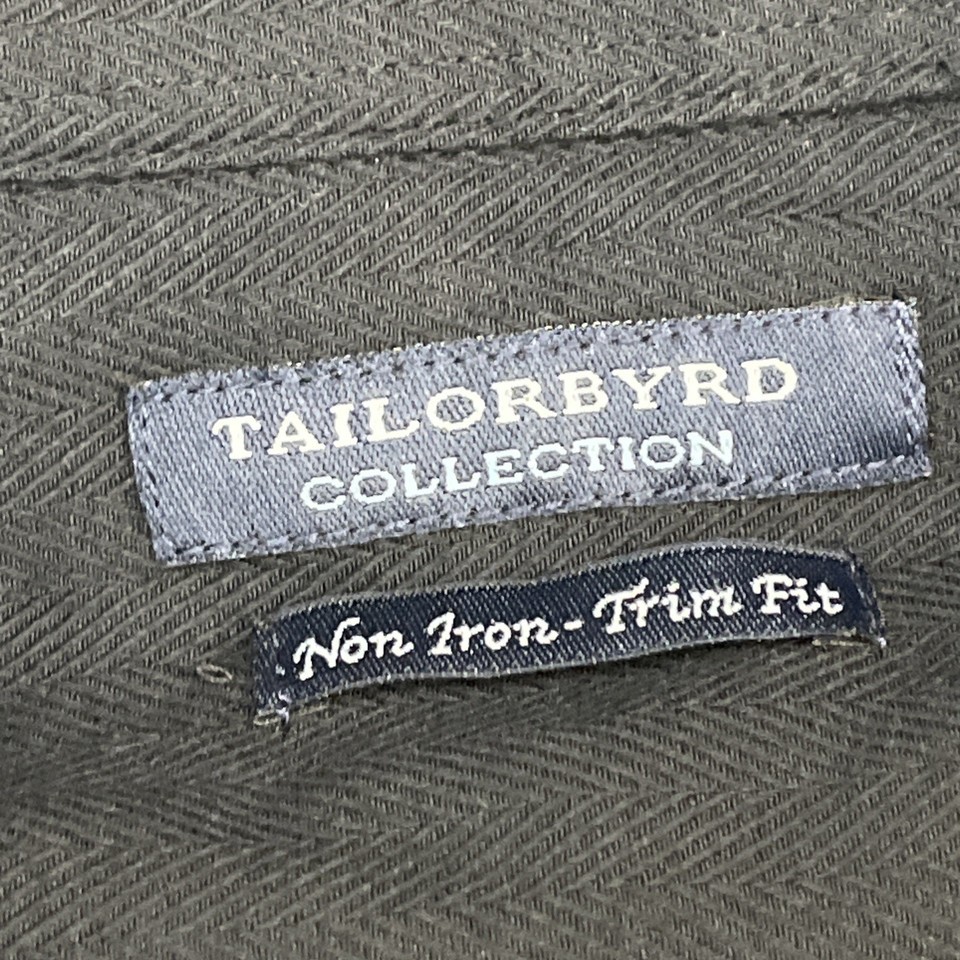 TAILORBYRD
COLLECTION
Non Iron - Trim Fit